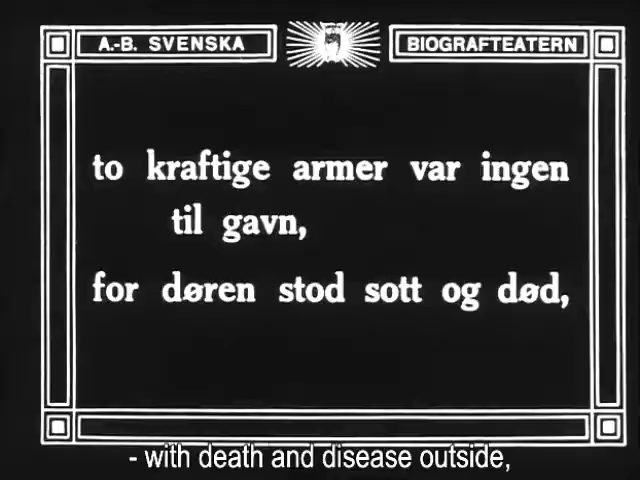 A.-B. SVENSKA BIOGRAFTEATERN
to kraftige armer var ingen
til gavn,
for døren stod sott og død,
- with death and disease outside,